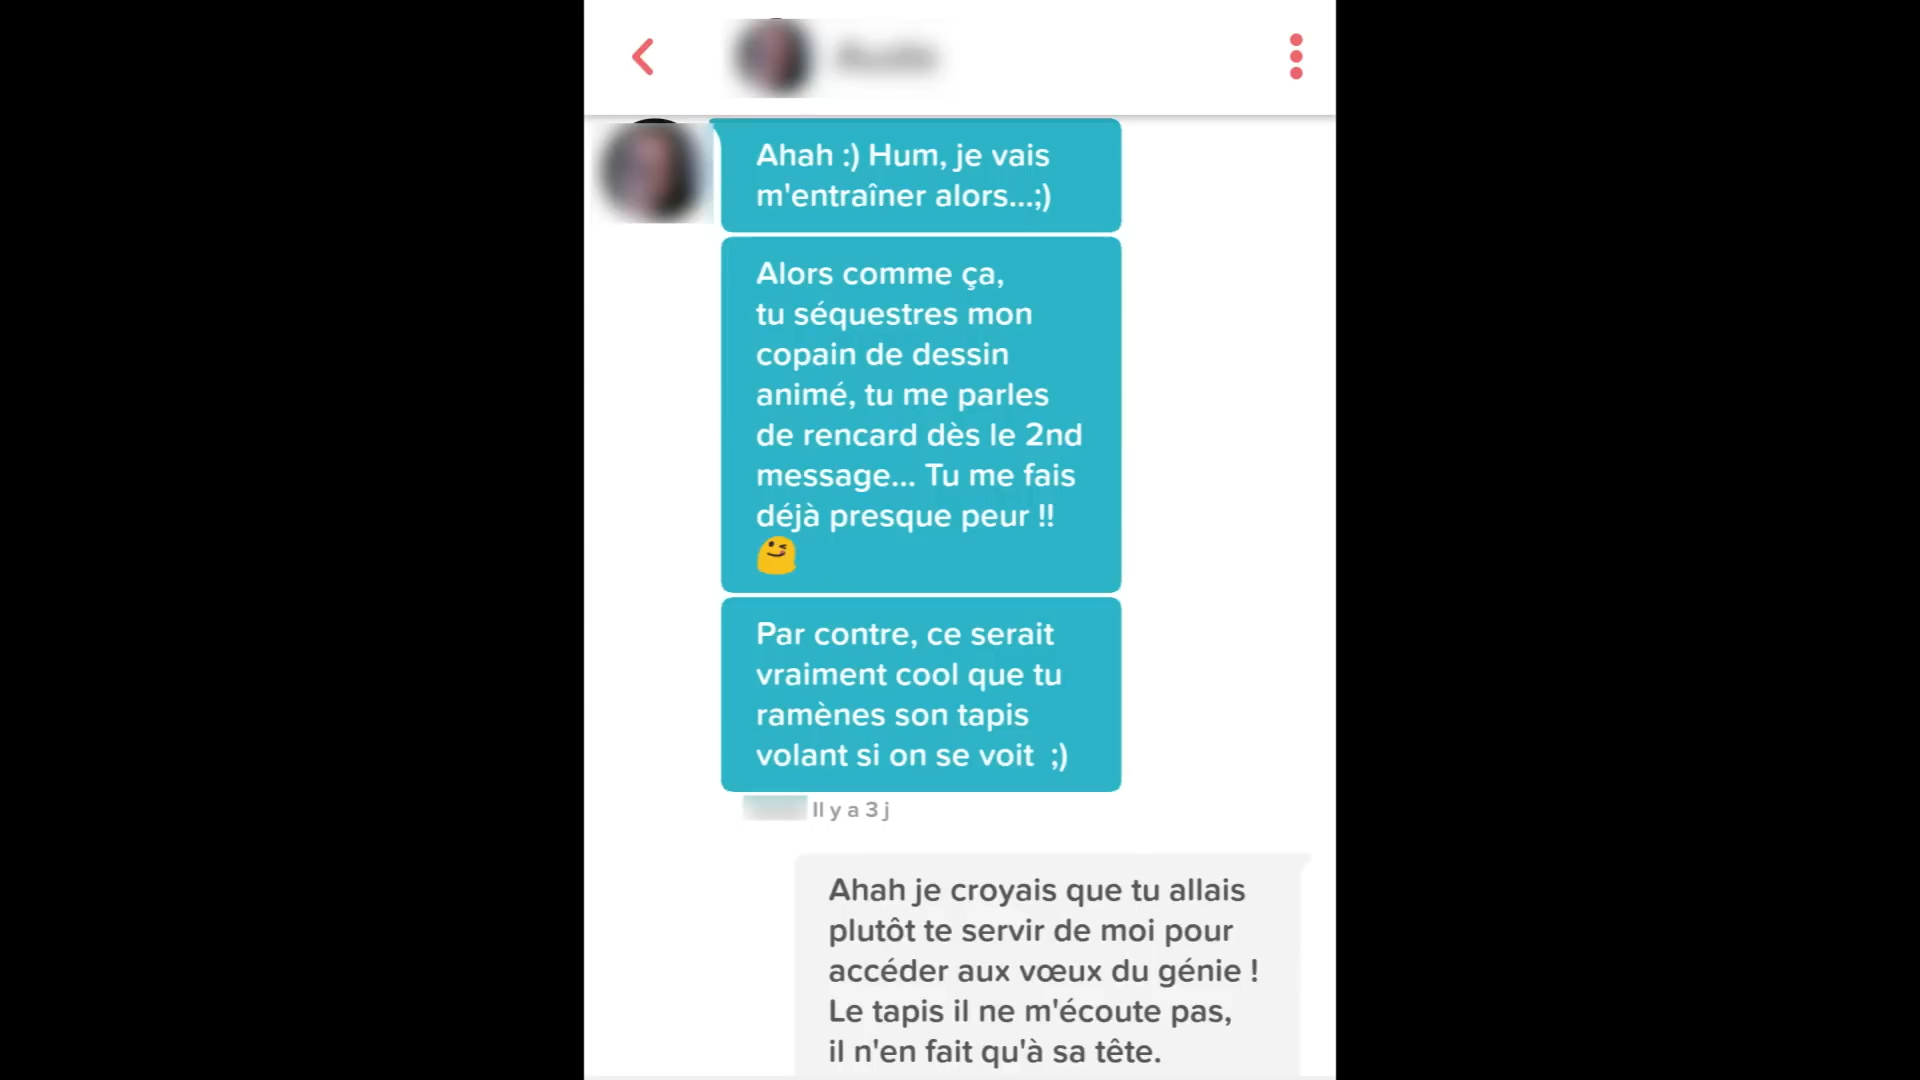 Ahah :) Hum, je vais
m'entraîner alors...;)
Alors comme ça,
tu séquestres mon
copain de dessin
animé, tu me parles
de rencard dès le 2nd
message... Tu me fais
déjà presque peur !!
😜
Par contre, ce serait
vraiment cool que tu
ramènes son tapis
volant si on se voit  ;)
Il y a 3 j
Ahah je croyais que tu allais
plutôt te servir de moi pour
accéder aux vœux du génie !
Le tapis il ne m'écoute pas,
il n'en fait qu'à sa tête.